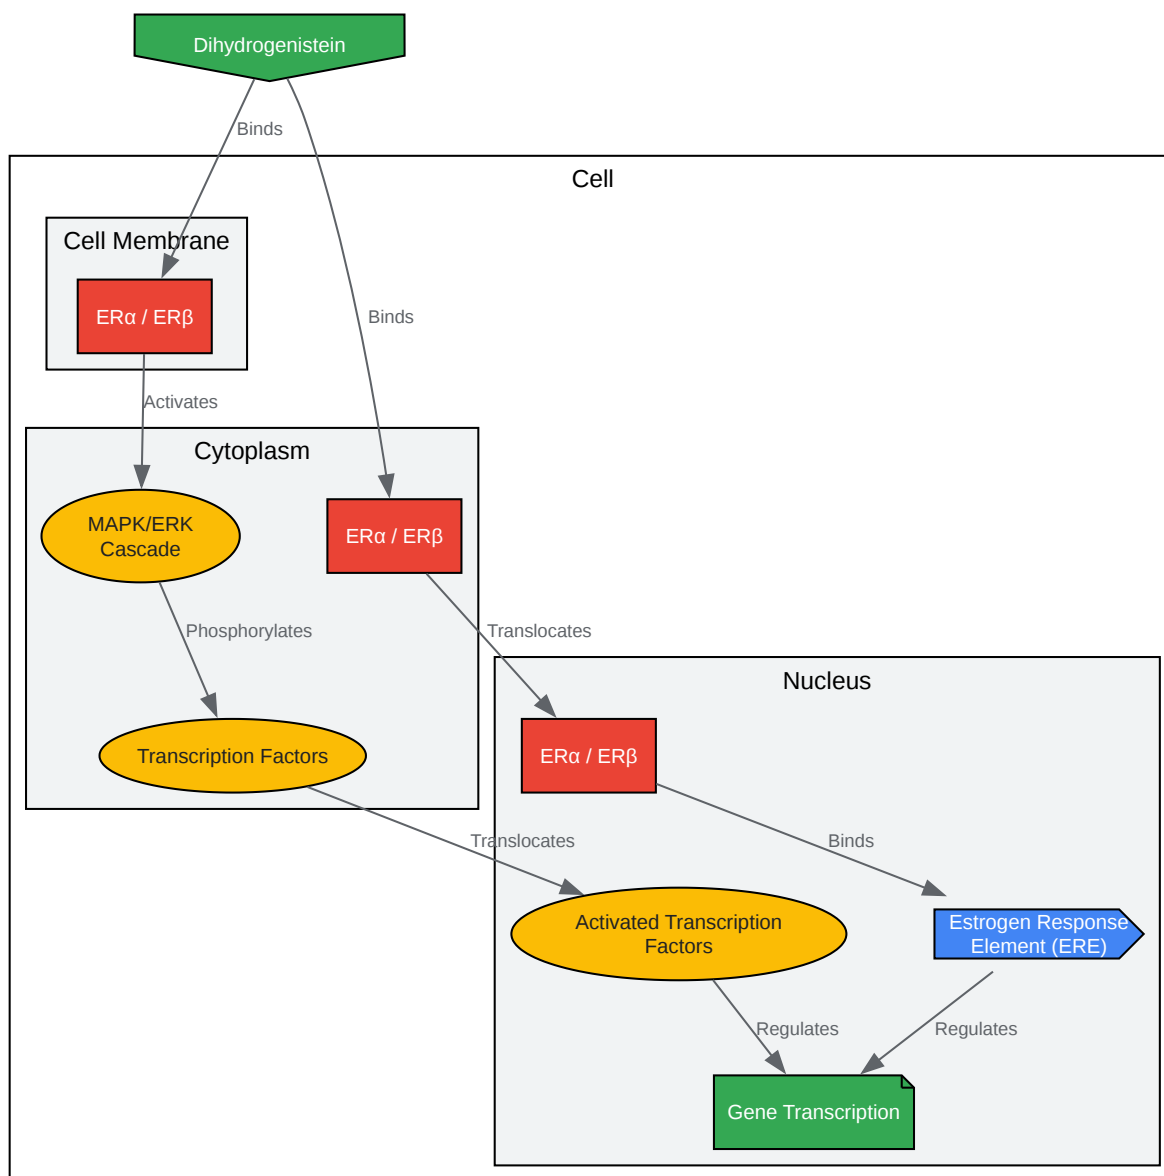 Dihydrogenistein
Binds
Cell
Cell Membrane
ERα / ERβ
Binds
Activates
Cytoplasm
MAPK/ERK
Cascade
ERα / ERβ
Phosphorylates
Translocates
Nucleus
Transcription Factors
ERα / ERβ
Translocates
Binds
Activated Transcription
Factors
Estrogen Response
Element (ERE)
Regulates
Regulates
Gene Transcription